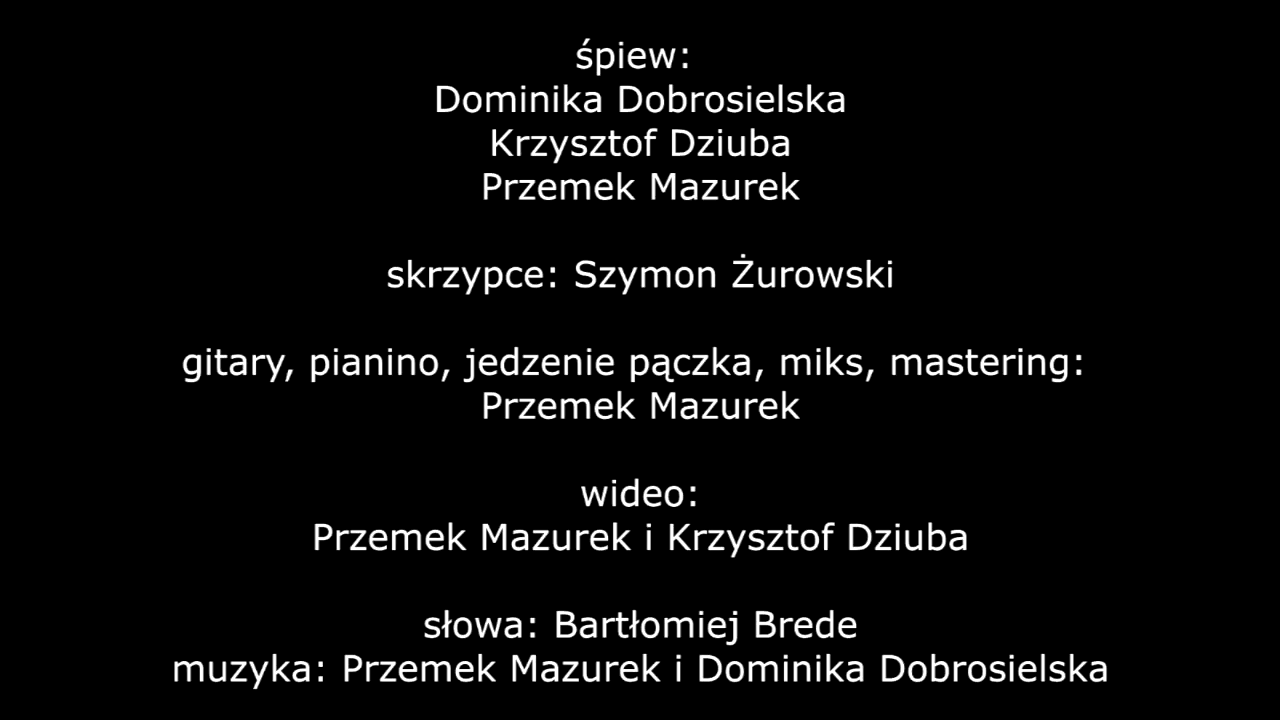 śpiew:
Dominika Dobrosielska
Krzysztof Dziuba
Przemek Mazurek
skrzypce: Szymon Żurowski
gitary, pianino, jedzenie pączka, miks, mastering:
Przemek Mazurek
wideo:
Przemek Mazurek i Krzysztof Dziuba
słowa: Bartłomiej Brede
muzyka: Przemek Mazurek i Dominika Dobrosielska